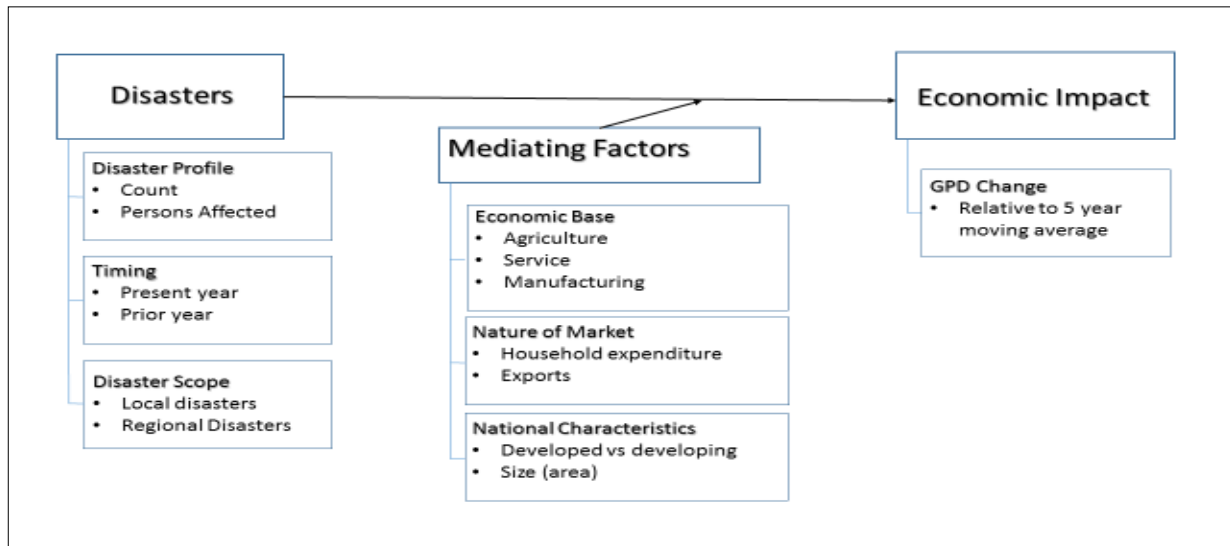 Disasters
Disaster Profile
• Count
• Persons Affected
Timing
• Present year
• Prior year
Disaster Scope
• Local disasters
• Regional Disasters
Mediating Factors
Economic Base
• Agriculture
• Service
• Manufacturing
Nature of Market
• Household expenditure
• Exports
National Characteristics
• Developed vs developing
• Size (area)
Economic Impact
GPD Change
• Relative to 5 year
moving average